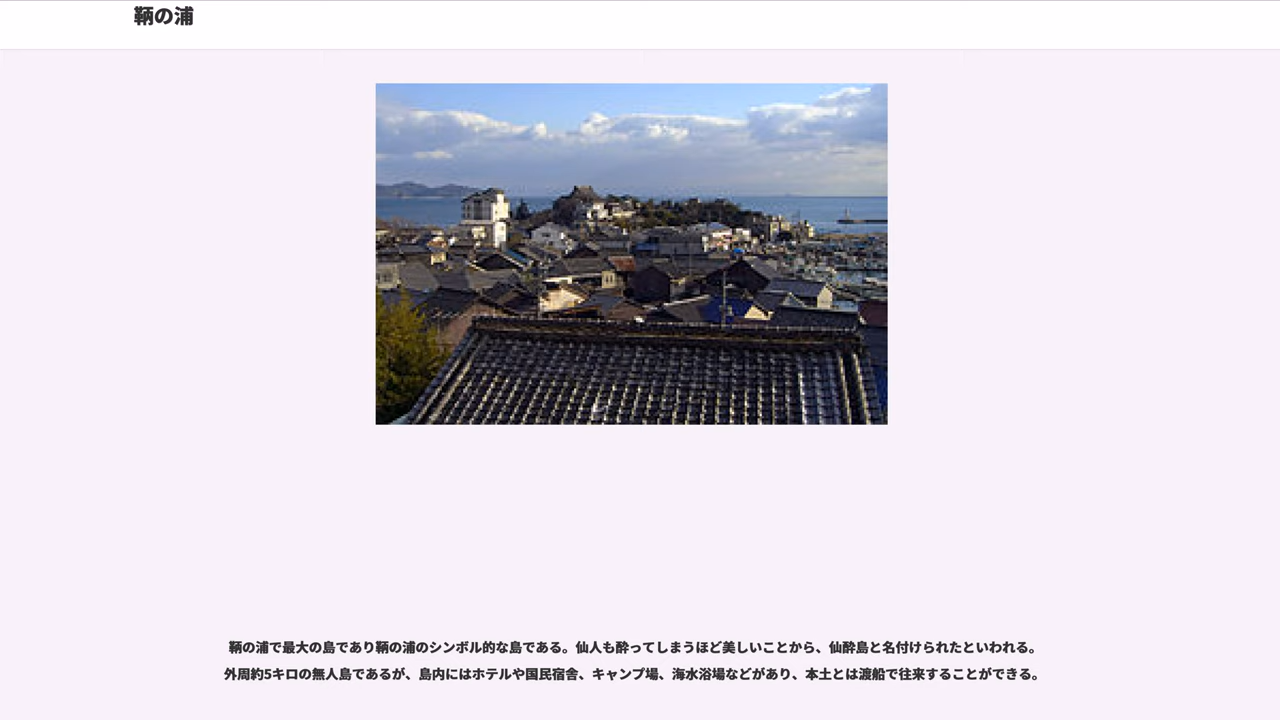 鞆の浦
鞆の浦で最大の島であり鞆の浦のシンボル的な島である。仙人も酔ってしまうほど美しいことから、仙酔島と名付けられたといわれる。
外周約5キロの無人島であるが、島内にはホテルや国民宿舎、キャンプ場、海水浴場などがあり、本土とは渡船で往来することができる。